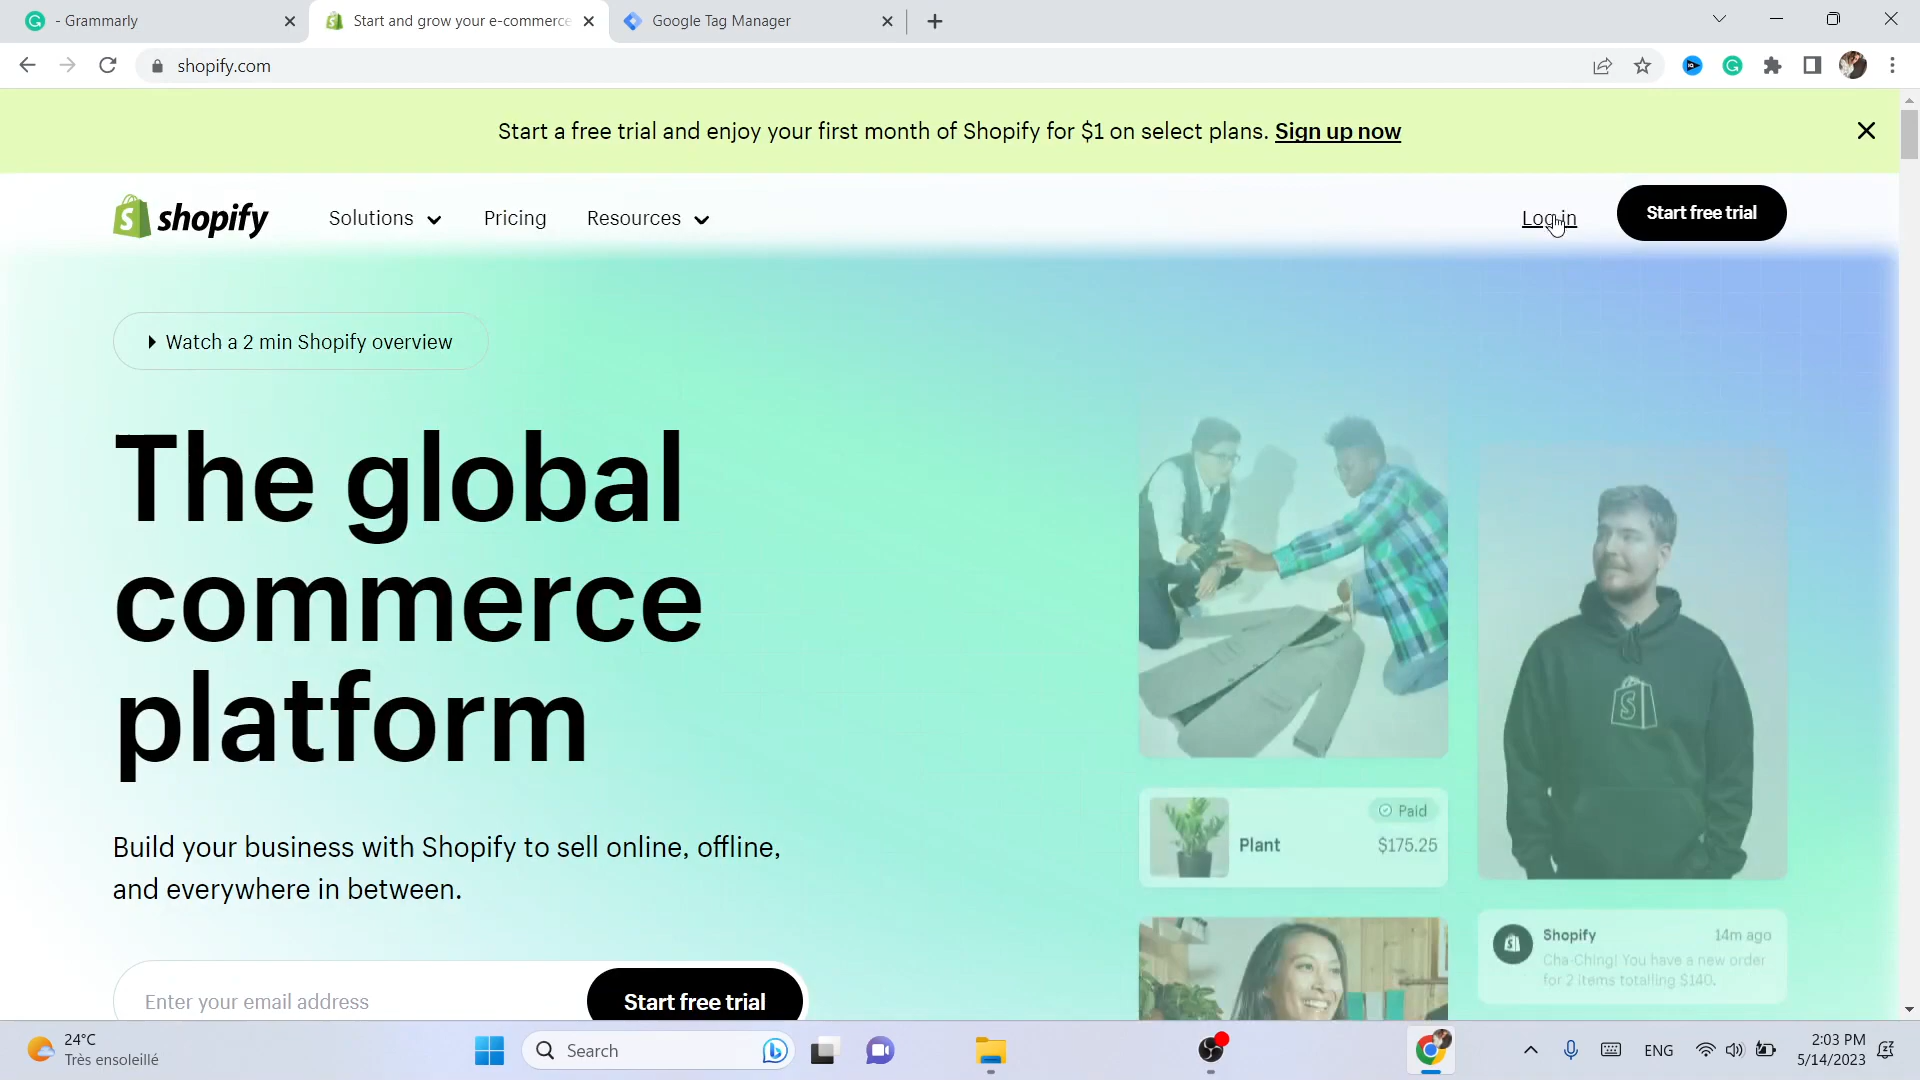 - Grammarly
Start and grow your e-commerce
Google Tag Manager
shopify.com
Start a free trial and enjoy your first month of Shopify for $1 on select plans. Sign up now
shopify
Solutions
Pricing
Resources
Log in
Start free trial
Watch a 2 min Shopify overview
The global
commerce
platform
Build your business with Shopify to sell online, offline,
and everywhere in between.
Enter your email address
Start free trial
Paid
Plant
$175.25
Shopify
14m ago
Cha-Ching! You have a new order
for 2 items totalling $140.
24°C
Très ensoleillé
Search
ENG
2:03 PM
5/14/2023